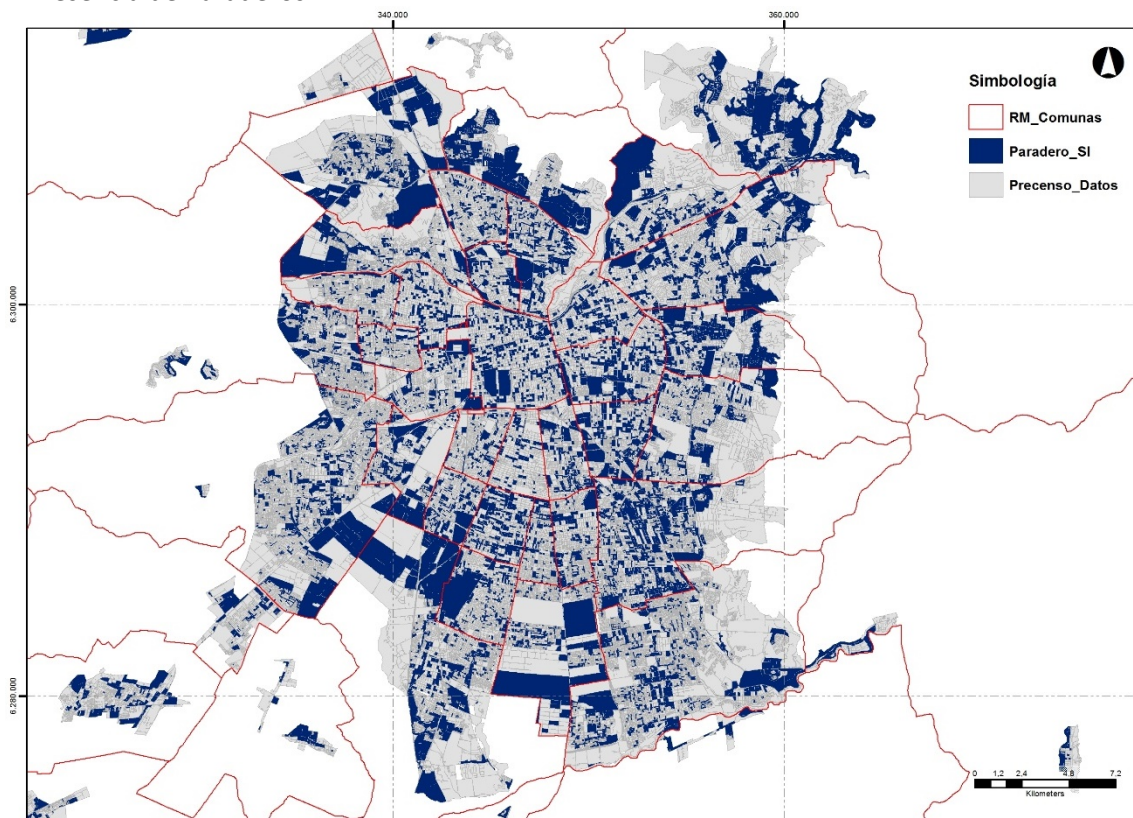 340.000
360.000
Simbología
RM_Comunas
Paradero_SI
Precenso_Datos
6.300.000
6.280.000
0 1,2 2,4 4,8 7,2
Kilometers